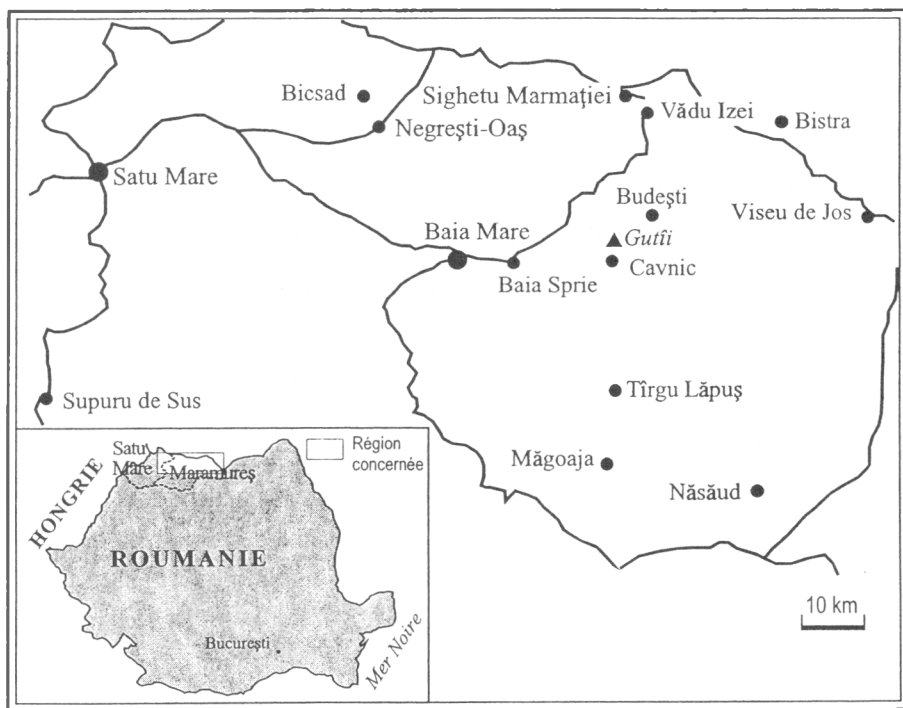 Bicsad
Sighetu Marmaţiei
Vădu Izei
Bistra
Negreşti-Oaş
Satu Mare
Budeşti
Viseu de Jos
Baia Mare
Gutîi
Baia Sprie
Cavnic
Supuru de Sus
Tîrgu Lăpuş
Măgoaja
Năsăud
10 km
Satu
Mare
Maramureş
Région
concernée
HONGRIE
ROUMANIE
Bucureşti
Mer Noire